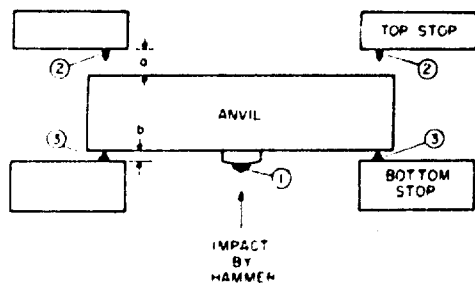 TOP STOP
2
a
2
ANVIL
3
b
3
1
BOTTOM
STOP
IMPACT
BY
HAMMER